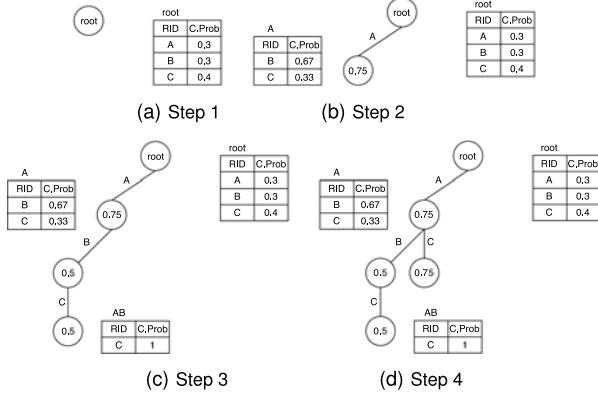 root
root
RID C.Prob
A 0.3
B 0.3
C 0.4
(a) Step 1
A
RID C.Prob
B 0.67
C 0.33
root
A
0.75
root
RID C.Prob
A 0.3
B 0.3
C 0.4
(b) Step 2
A
RID C.Prob
B 0.67
C 0.33
root
A
0.75
B
0.5
C
0.5
AB
RID C.Prob
C 1
root
RID C.Prob
A 0.3
B 0.3
C 0.4
(c) Step 3
A
RID C.Prob
B 0.67
C 0.33
root
A
0.75
B C
0.5 0.75
C
0.5
AB
RID C.Prob
C 1
root
RID C.Prob
A 0.3
B 0.3
C 0.4
(d) Step 4